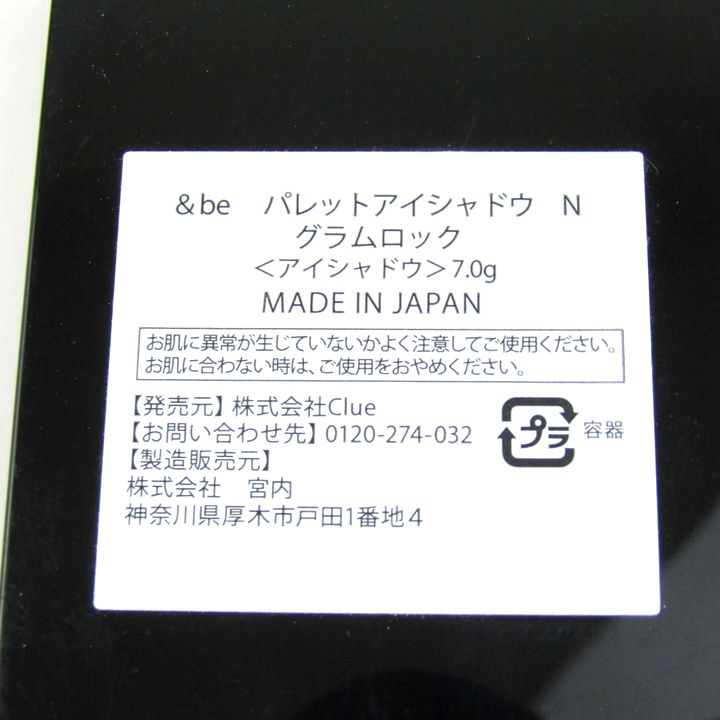 &be　パレットアイシャドウ　N
グラムロック
＜アイシャドウ＞7.0g
MADE IN JAPAN
お肌に異常が生じていないかよく注意してご使用ください。
お肌に合わない時は、ご使用をおやめください。
【発売元】株式会社Clue
【お問い合わせ先】0120-274-032
【製造販売元】
株式会社　宮内
神奈川県厚木市戸田1番地4
プラ 容器